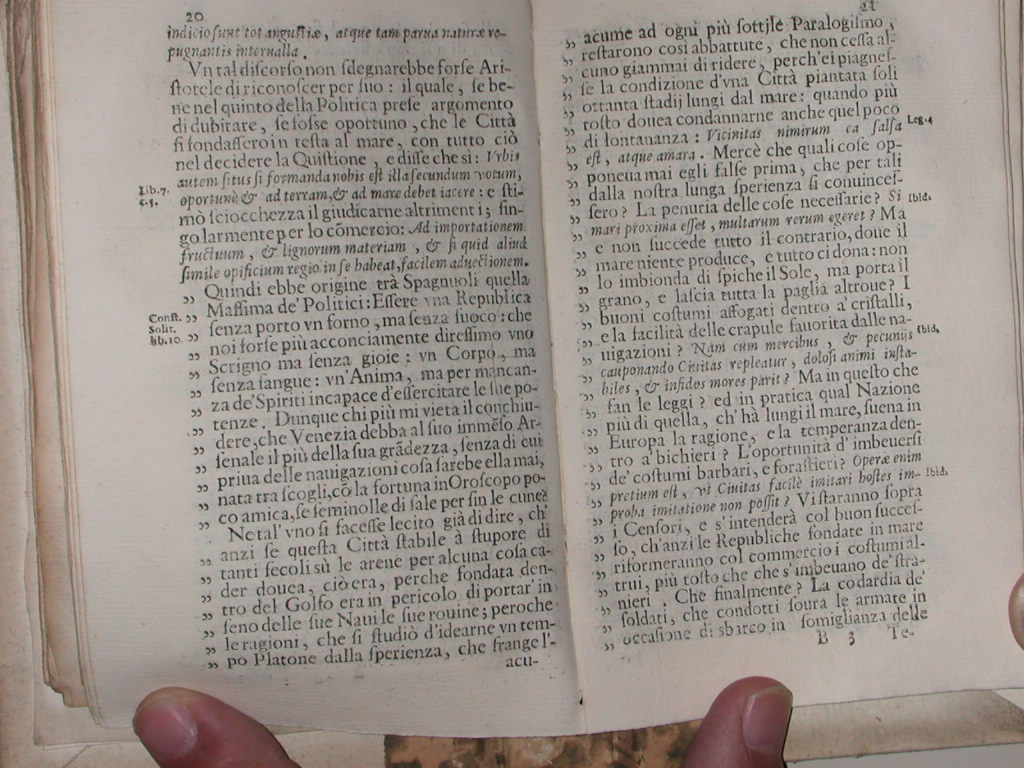 20
indicio sunt tot angustiæ, atque tam parua naturæ re-
pugnantis interualla.
Vn tal discorso non sdegnarebbe forse Ari-
stotele di riconoscer per suo: il quale, se be-
ne nel quinto della Politica prese argomento
di dubitare, se fosse oportuno, che le Città
si fondassero in testa al mare, con tutto ciò
nel decidere la Quistione, e disse che sì: Vrbis
autem situs si formanda nobis est illa secundum votum,
Lib. 7.
c. 5.
oportunè & ad terram, & ad mare debet iacere: e sti-
mò sciocchezza il giudicarne altrimenti; sin-
golarmente per lo cōmercio: Ad importationem
fructuum, & lignorum materiam, & si quid aliud
simile opificium regio in se habeat, facilem aduectionem.
„ Quindi ebbe origine trà Spagnuoli quella
Const.
Solit.
lib. 10.
„ Massima de' Politici: Essere vna Republica
„ senza porto vn forno, ma senza fuoco: che
„ noi forse più acconciamente diressimo vno
„ Scrigno ma senza gioie: vn Corpo, ma
„ senza sangue: vn'Anima, ma per mancan-
„ za de'Spiriti incapace d'essercitare le sue po-
„ tenze. Dunque chi più mi vieta il conchiu-
„ dere, che Venezia debba al suo immēso Ar-
„ senale il più della sua grādezza, senza di cui
„ priua delle nauigazioni cosa sarebe ella mai,
„ nata tra scogli, cō la fortuna in Oroscopo po-
„ co amica, se seminolle di sale per fin le cune?
Ne tal'vno si facesse lecito già di dire, ch'
„ anzi se questa Città stabile à stupore di
„ tanti secoli sù le arene per alcuna cosa ca-
„ der douea, ciò era, perche fondata den-
„ tro del Golfo era in pericolo di portar'in
„ seno delle sue Naui le sue rouine; peroche
„ le ragioni, che si studiò d'idearne vn tem-
„ po Platone dalla sperienza, che frange l'-
acu-
21
„ acume ad ogni più sottile Paralogismo,
„ restarono così abbattute, che non cessa al-
„ cuno giammai di ridere, perch'ei piagnes-
„ se la condizione d'vna Città piantata soli
„ ottanta stadij lungi dal mare: quando più
„ tosto douea condannarne anche quel poco
„ di lontananza: Vicinitas nimirum ea salsa
Leg. 4
„ est, atque amara. Mercè che quali cose op-
„ poneua mai egli false prima, che per tali
„ dalla nostra lunga sperienza si conuinces-
„ sero? La penuria delle cose necessarie? Si
Ibid.
„ mari proxima esset, multarum rerum egeret? Ma
„ e non succede tutto il contrario, doue il
„ mare niente produce, e tutto ci dona: non
„ lo imbionda di spiche il Sole, ma porta il
„ grano, e lascia tutta la paglia altroue? I
„ buoni costumi affogati dentro a'cristalli,
„ e la facilità delle crapule fauorita dalle na-
„ uigazioni? Nam cum mercibus, & pecunijs
Ibid.
„ cauponando Ciuitas repleatur, dolosi animi insta-
„ biles, & infidos mores parit? Ma in questo che
„ fan le leggi? ed in pratica qual Nazione
„ più di quella, ch' hà lungi il mare, suena in
„ Europa la ragione, e la temperanza den-
„ tro a'bichieri? L'oportunità d'imbeuersi
„ de'costumi barbari, e forastieri? Operæ enim
Ibid.
„ pretium est, vt Ciuitas facilè imitari hostes im-
„ proba imitatione non possit? Vi staranno sopra
„ i Censori, e s'intenderà col buon succes-
„ so, ch'anzi le Republiche fondate in mare
„ riformeranno col commercio i costumi al-
„ trui, più tosto che che s'imbeuano de'stra-
„ nieri. Che finalmente? La codardia de'
„ soldati, che condotti soura le armate in
„ occasione di sbarco in somiglianza delle
B 3 Te-